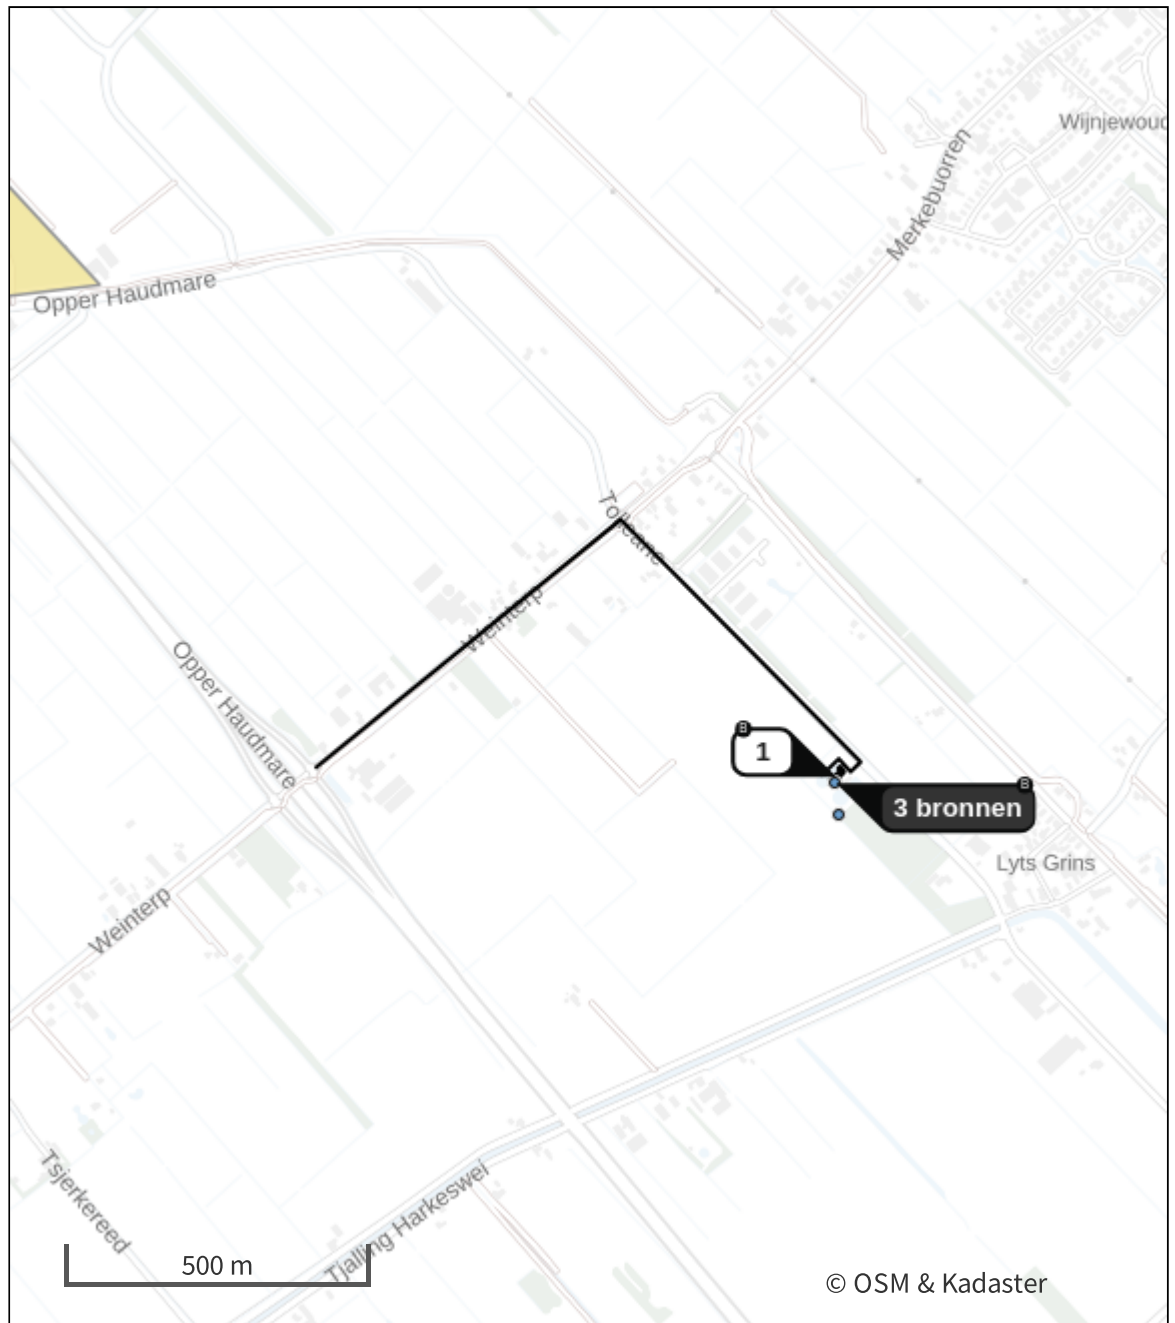 Wijnjewoud
Merkebuorren
Opper Haudmare
Tolleane
Weinterp
Opper Haudmare
B
1
B
3 bronnen
Lyts Grins
Weinterp
Tsjerkereed
Tjalling Harkeswei
500 m
© OSM & Kadaster